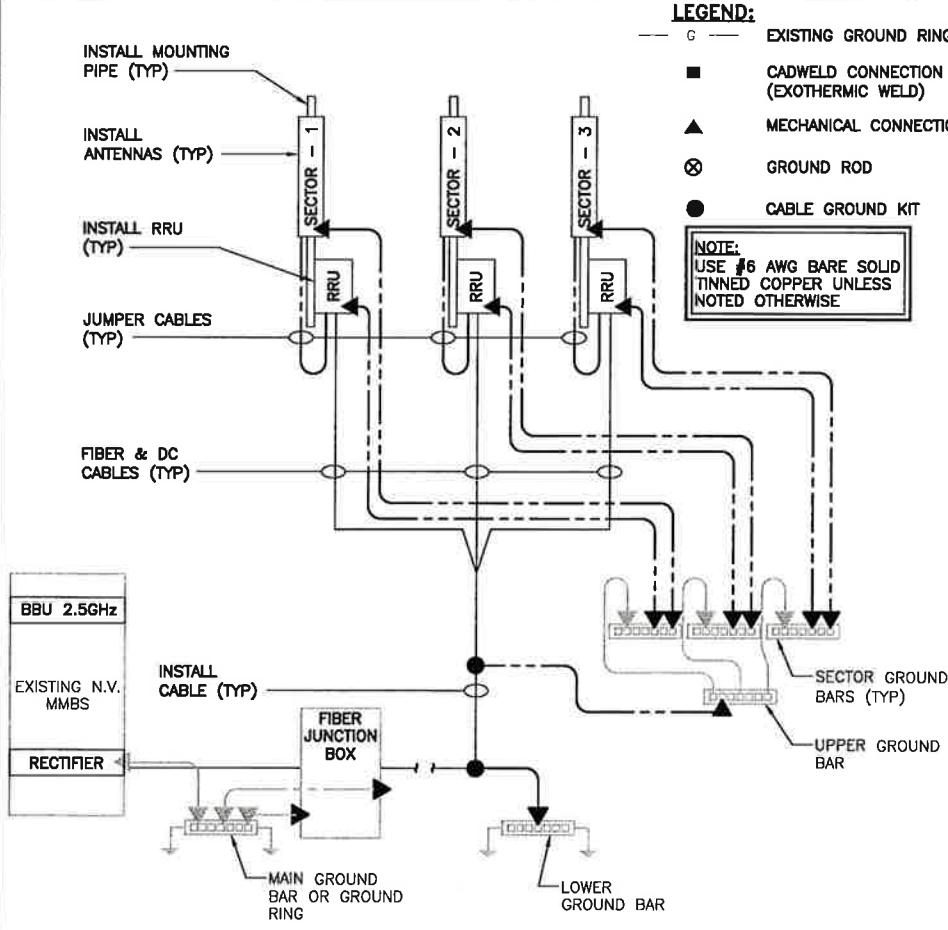 LEGEND:
G EXISTING GROUND RING
CADWELD CONNECTION
(EXOTHERMIC WELD)
MECHANICAL
GROUND ROD
CABLE GROUND KIT
NOTE:
USE #6 AWG BARE SOLID
TINNED COPPER UNLESS
NOTED OTHERWISE
INSTALL MOUNTING
PIPE (TYP)
INSTALL
ANTENNAS (TYP)
INSTALL RRU
(TYP)
JUMPER CABLES
(TYP)
FIBER & DC
CABLES (TYP)
SECTOR - 1
SECTOR - 2
SECTOR - 3
RRU
RRU
RRU
BBU 2.5GHz
EXISTING N.V.
MMBS
RECTIFIER
INSTALL
CABLE (TYP)
FIBER
JUNCTION
BOX
SECTOR GROUND
BARS (TYP)
UPPER GROUND
BAR
MAIN GROUND
BAR OR GROUND
RING
LOWER
GROUND BAR